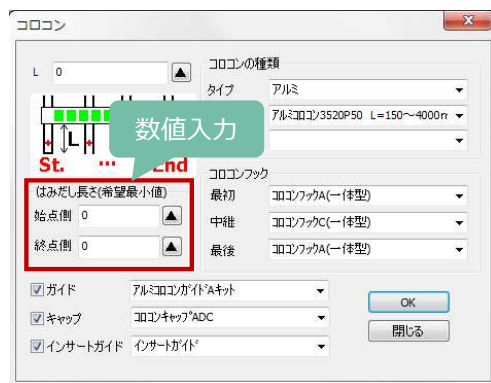 コロコン
L 0
コロコンの種類
タイプ アルミ
アルミコロコン3520P50 L=150～4000m
数値入力
L
St. … End
はみだし長さ(希望最小値)
始点側 0
終点側 0
コロコンフック
最初 コロコンフックA(一体型)
中継 コロコンフックC(一体型)
最後 コロコンフックA(一体型)
ガイド アルミコロコンガイドAキット
キャップ コロコンキャップADC
インサートガイド インサートガイド
OK
閉じる